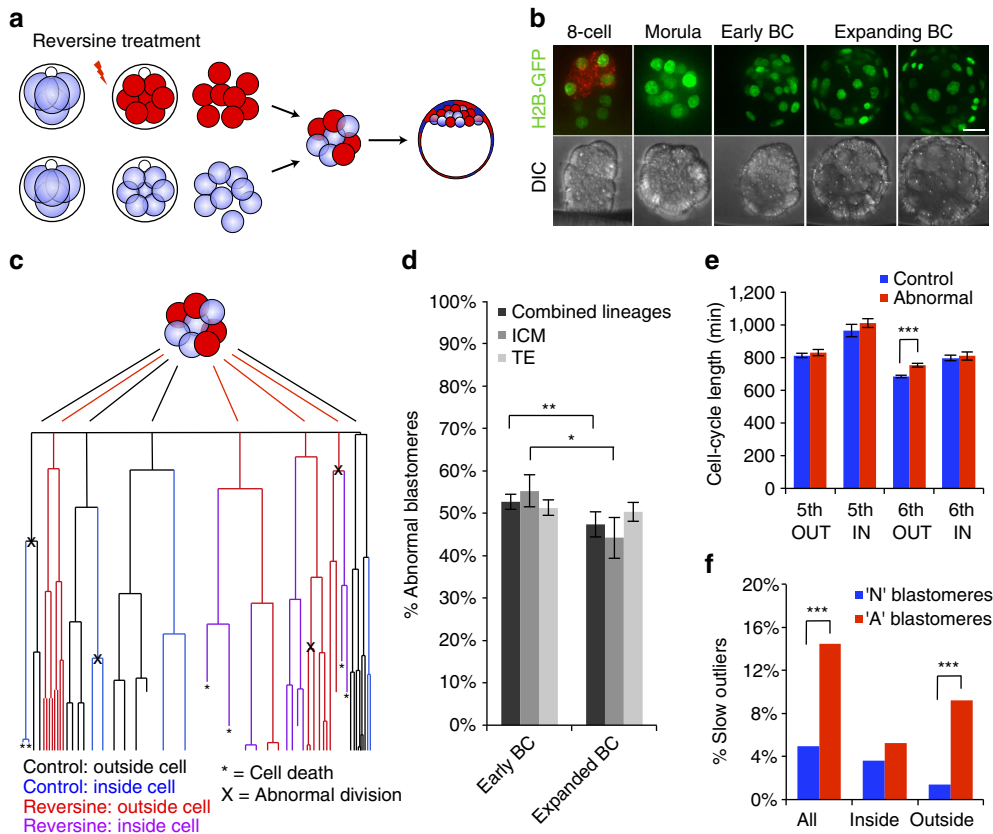 a
Reversine treatment
b
8-cell
Morula
Early BC
Expanding BC
H2B-GFP
DIC
c
* *
X
X
*
*
X
X
*
*
Control: outside cell
Control: inside cell
Reversine: outside cell
Reversine: inside cell
* = Cell death
X = Abnormal division
d
% Abnormal blastomeres
100%
90%
80%
70%
60%
50%
40%
30%
20%
10%
0%
Combined lineages
ICM
TE
**
*
Early BC
Expanded BC
e
Cell-cycle length (min)
1,200
1,000
800
600
400
200
0
Control
Abnormal
***
5th OUT
5th IN
6th OUT
6th IN
f
% Slow outliers
20%
16%
12%
8%
4%
0%
'N' blastomeres
'A' blastomeres
***
***
All
Inside
Outside